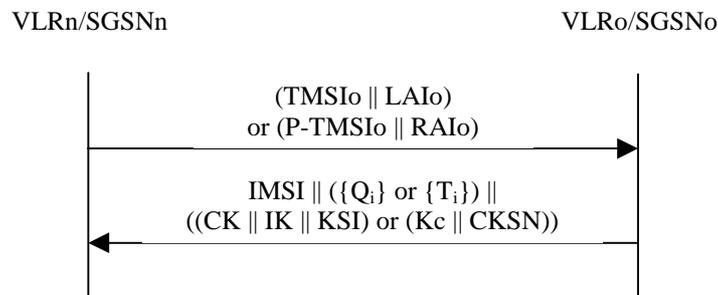 VLRn/SGSNn
VLRo/SGSNo
(TMSIo || LAIo)
or (P-TMSIo || RAIo)
IMSI || ({Qi} or {Ti}) ||
((CK || IK || KSI) or (Kc || CKSN))